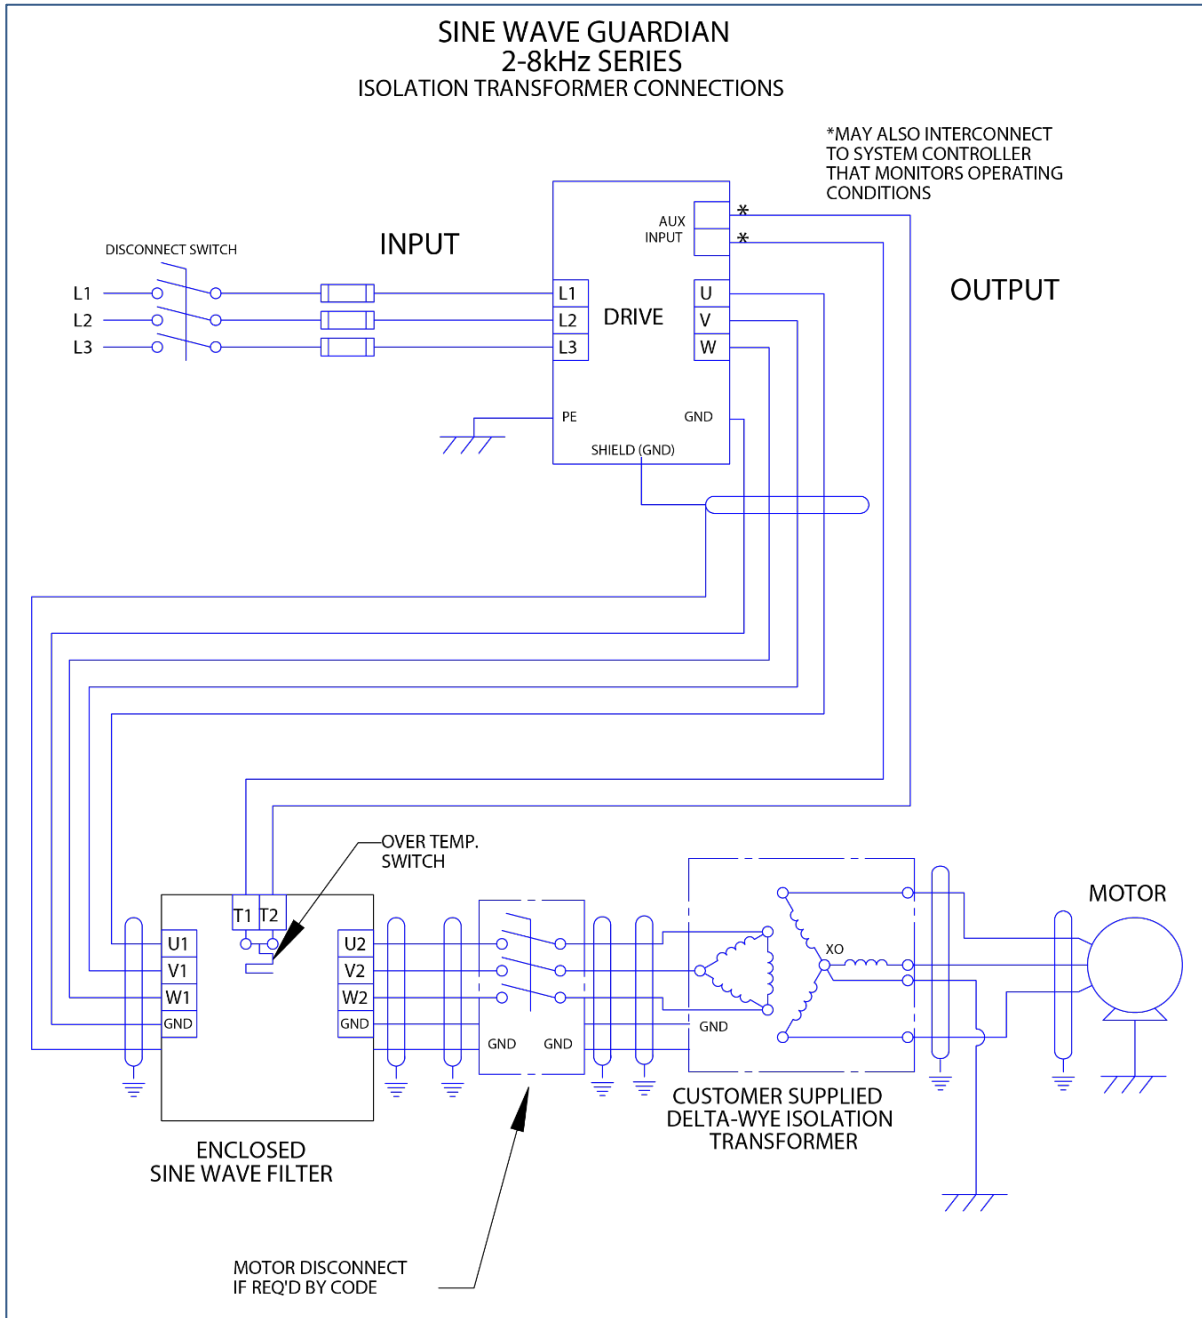 SINE WAVE GUARDIAN
2-8kHz SERIES
ISOLATION TRANSFORMER CONNECTIONS
*MAY ALSO INTERCONNECT
TO SYSTEM CONTROLLER
THAT MONITORS OPERATING
CONDITIONS
INPUT
DISCONNECT SWITCH
AUX
INPUT
*
*
OUTPUT
L1
L2
L3
L1
L2
L3
DRIVE
U
V
W
PE
GND
SHIELD (GND)
OVER TEMP.
SWITCH
T1
T2
U1
V1
W1
GND
U2
V2
W2
GND
GND
GND
GND
XO
MOTOR
ENCLOSED
SINE WAVE FILTER
CUSTOMER SUPPLIED
DELTA-WYE ISOLATION
TRANSFORMER
MOTOR DISCONNECT
IF REQ'D BY CODE